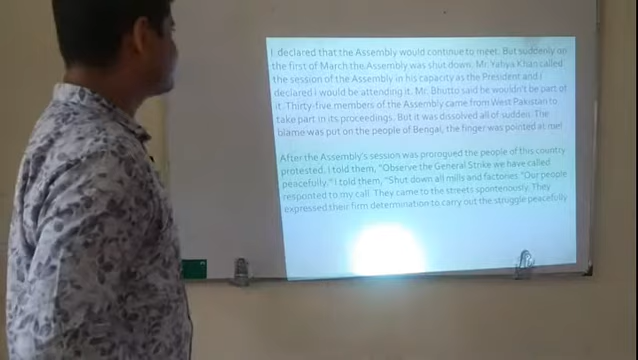 I declared that the Assembly would continue to meet. But suddenly on
the first of March the Assembly was shut down. Mr. Yahya Khan called
the session of the Assembly in his capacity as the President and i
declared i would be attending it. Mr. Bhutto said he wouldn't be part of
it. Thirty-five members of the Assembly came from West Pakistan to
take part in its proceedings. But it was dissolved all of sudden. The
blame was put on the people of Bengal, the finger was pointed at me!
After the Assembly's session was prorogued the people of this country
protested. I told them, "Observe the General Strike we have called
peacefully." I told them, "Shut down all mills and factories. "Our people
responted to my call. They came to the streets spontenously. They
expressed their firm determination to carry out the struggle peacefully